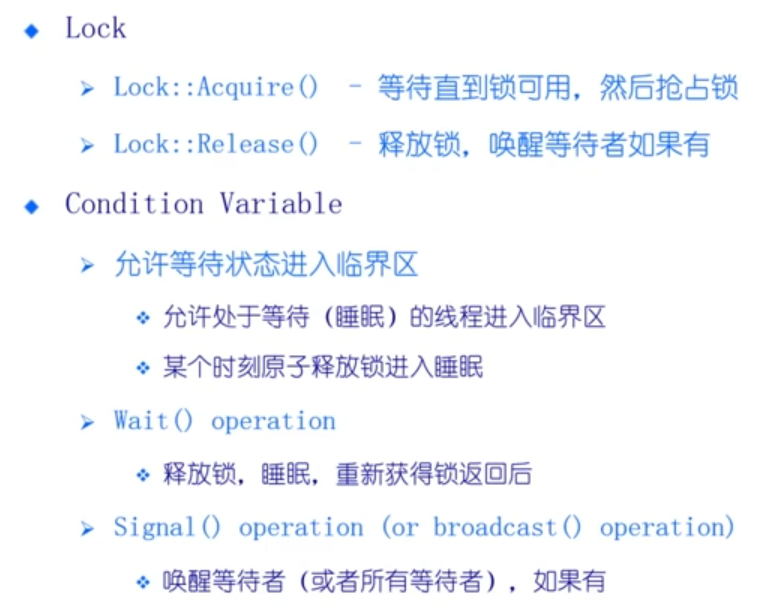 Lock
Lock::Acquire() - 等待直到锁可用，然后抢占锁
Lock::Release() - 释放锁，唤醒等待者如果有
Condition Variable
允许等待状态进入临界区
允许处于等待（睡眠）的线程进入临界区
某个时刻原子释放锁进入睡眠
Wait() operation
释放锁，睡眠，重新获得锁返回后
Signal() operation (or broadcast() operation)
唤醒等待者（或者所有等待者），如果有